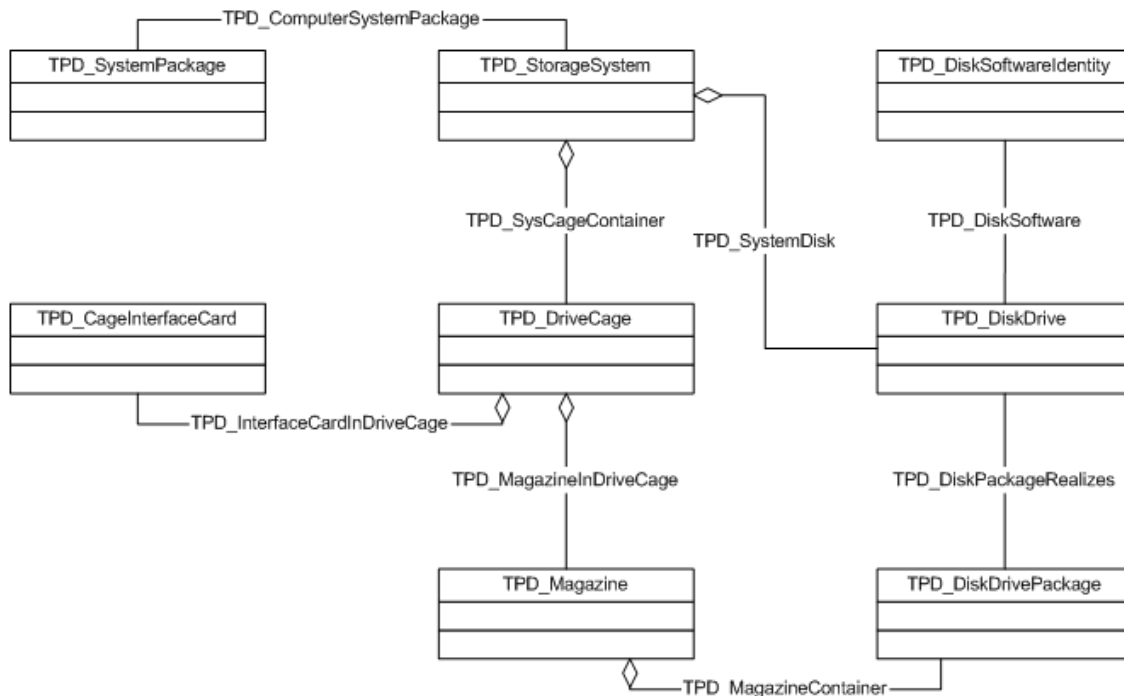 TPD_ComputerSystemPackage
TPD_SystemPackage
TPD_StorageSystem
TPD_DiskSoftwareIdentity
TPD_SysCageContainer
TPD_DiskSoftware
TPD_SystemDisk
TPD_CageInterfaceCard
TPD_DriveCage
TPD_DiskDrive
TPD_InterfaceCardInDriveCage
TPD_MagazineInDriveCage
TPD_DiskPackageRealizes
TPD_Magazine
TPD_DiskDrivePackage
TPD_MagazineContainer